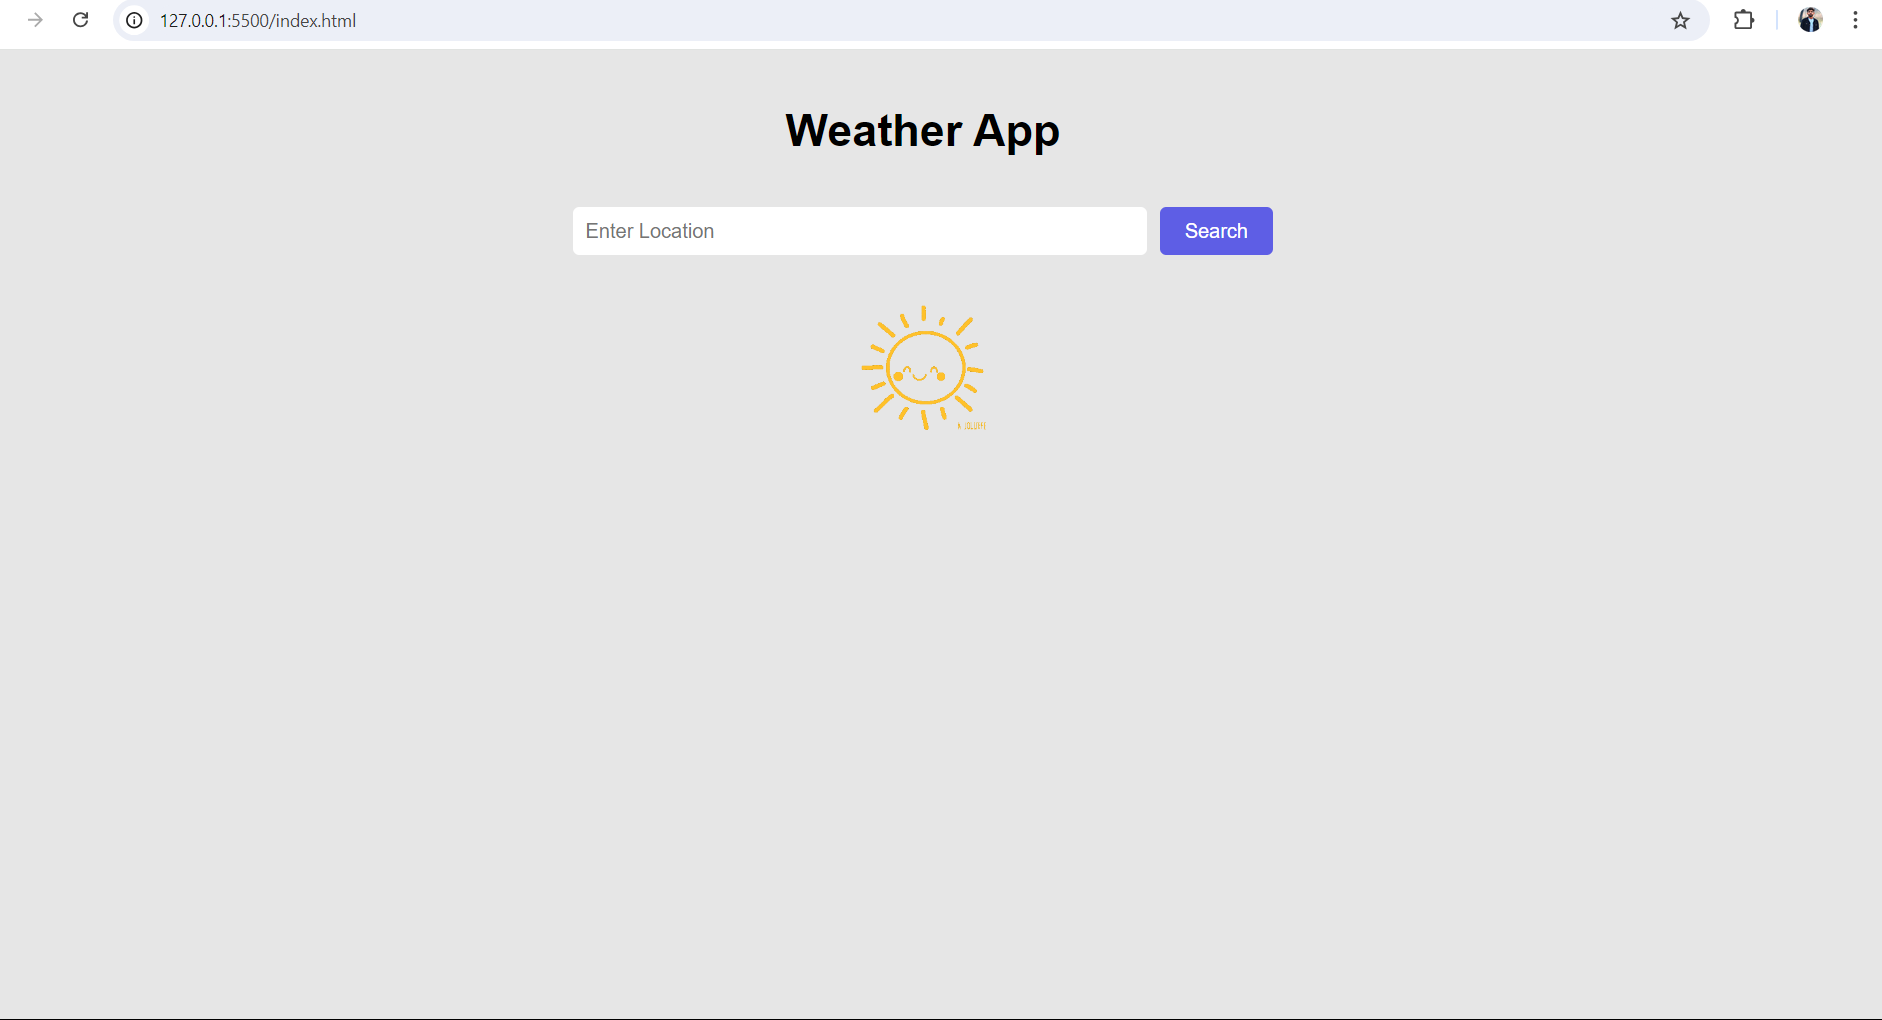 127.0.0.1:5500/index.html
Weather App
Enter Location
Search